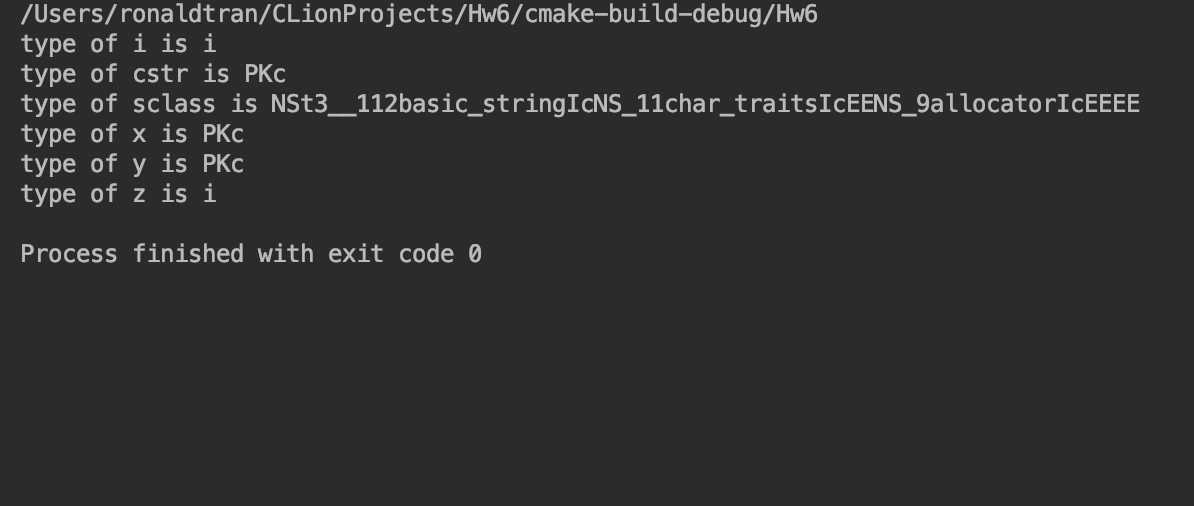 /Users/ronaldtran/CLionProjects/Hw6/cmake-build-debug/Hw6
type of i is i
type of cstr is PKc
type of sclass is NSt3__112basic_stringIcNS_11char_traitsIcEENS_9allocatorIcEEEE
type of x is PKc
type of y is PKc
type of z is i
Process finished with exit code 0